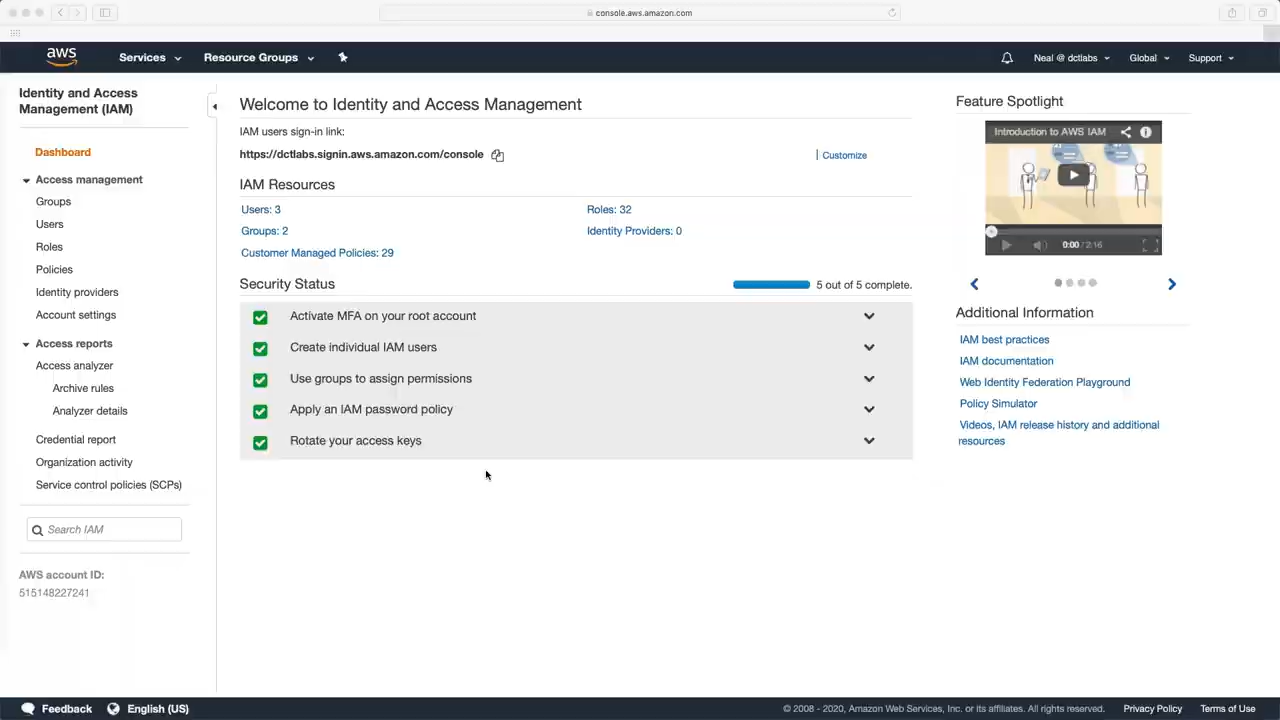 console.aws.amazon.com
aws
Services
Resource Groups
Neal @ dctlabs
Global
Support
Identity and Access
Management (IAM)
Dashboard
Access management
Groups
Users
Roles
Policies
Identity providers
Account settings
Access reports
Access analyzer
Archive rules
Analyzer details
Credential report
Organization activity
Service control policies (SCPs)
Search IAM
AWS account ID:
515148227241
Welcome to Identity and Access Management
IAM users sign-in link:
https://dctlabs.signin.aws.amazon.com/console
Customize
IAM Resources
Users: 3
Roles: 32
Groups: 2
Identity Providers: 0
Customer Managed Policies: 29
Security Status
5 out of 5 complete.
Activate MFA on your root account
Create individual IAM users
Use groups to assign permissions
Apply an IAM password policy
Rotate your access keys
Feature Spotlight
Introduction to AWS IAM
0:00 / 2:16
Additional Information
IAM best practices
IAM documentation
Web Identity Federation Playground
Policy Simulator
Videos, IAM release history and additional
resources
Feedback
English (US)
© 2008 - 2020, Amazon Web Services, Inc. or its affiliates. All rights reserved.
Privacy Policy
Terms of Use